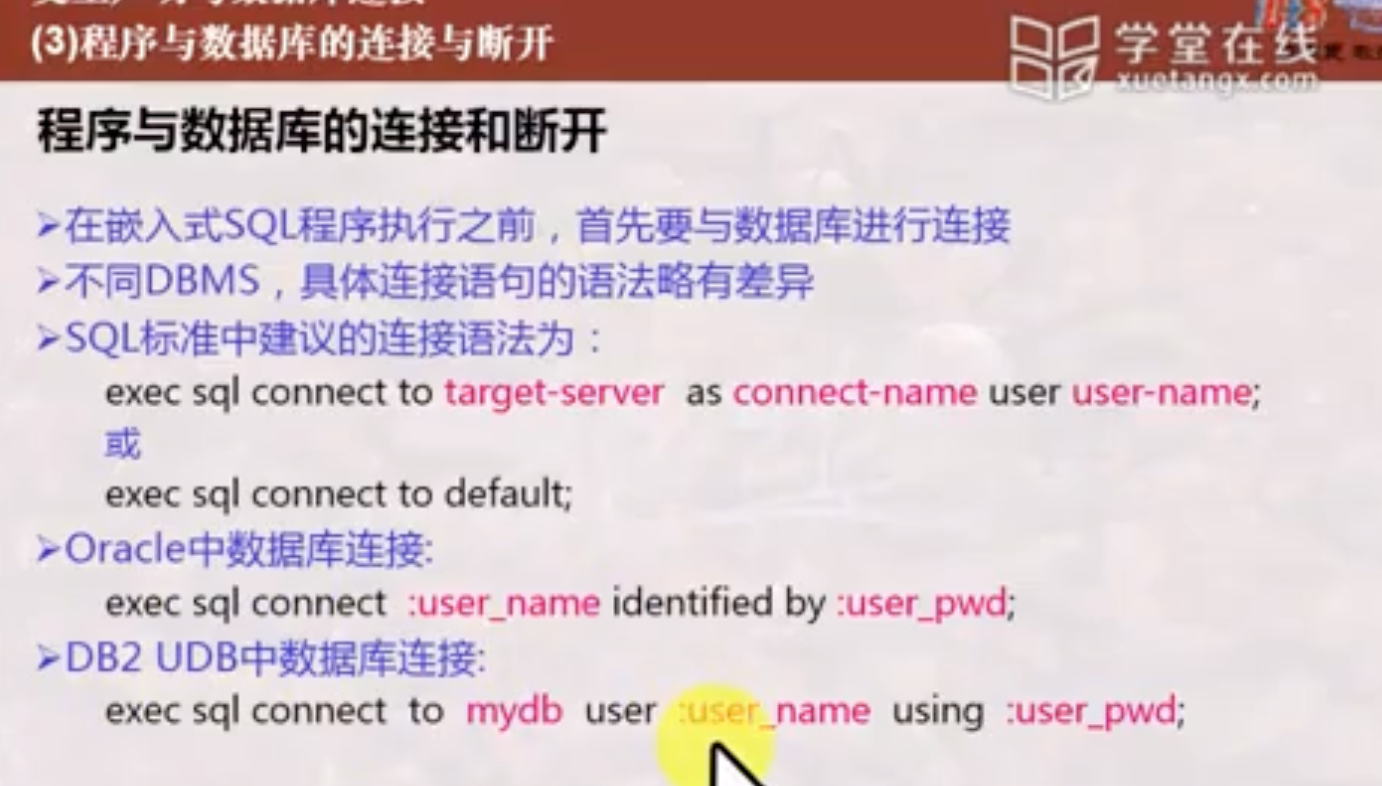 (3)程序与数据库的连接与断开
学堂在线
xuetangx.com
程序与数据库的连接和断开
➢在嵌入式SQL程序执行之前，首先要与数据库进行连接
➢不同DBMS，具体连接语句的语法略有差异
➢SQL标准中建议的连接语法为：
exec sql connect to target-server as connect-name user user-name;
或
exec sql connect to default;
➢Oracle中数据库连接:
exec sql connect :user_name identified by :user_pwd;
➢DB2 UDB中数据库连接:
exec sql connect to mydb user :user_name using :user_pwd;